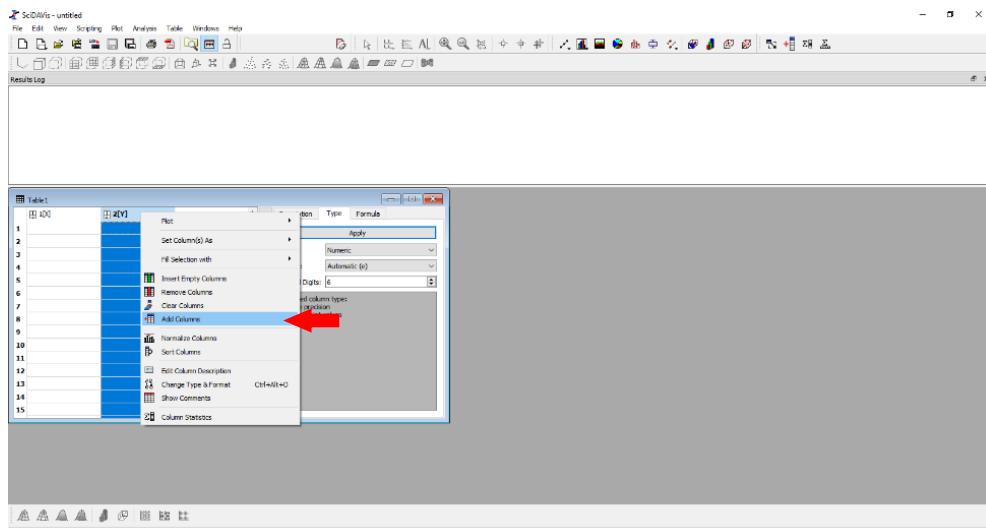 SciDAVis - untitled
File Edit View Scripting Plot Analysis Table Windows Help
Results Log
Table1
1[X] 2[Y]
Type Formula
1
2
3
4
5
6
7
8
9
10
11
12
13
14
15
Plot
Set Column(s) As
Fill Selection with
Insert Empty Columns
Remove Columns
Clear Columns
Add Columns
Normalize Columns
Sort Columns
Edit Column Description
Change Type & Format Ctrl+Alt+O
Show Comments
Column Statistics
Apply
Numeric
Automatic (e)
Digits: 6
column types:
precision